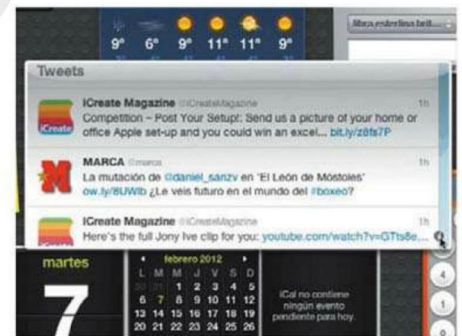 9° 6° 9° 11° 11° 9°
Tweets
iCreate Magazine @iCreateMagazine 1h
Competition – Post Your Setup!: Send us a picture of your home or
office Apple set-up and you could win an excel... bit.ly/z8fs7P
iCreate
MARCA @marca 1h
La mutación de @daniel_sanzv en 'El León de Móstoles'
ow.ly/8UWlb ¿Le veis futuro en el mundo del #boxeo?
iCreate Magazine @iCreateMagazine 1h
Here's the full Jony Ive clip for you: youtube.com/watch?v=GTts8e...
martes
7
febrero 2012
L M M J V S D
30 31 1 2 3 4 5
6 7 8 9 10 11 12
13 14 15 16 17 18 19
20 21 22 23 24 25 26
iCal no contiene
ningún evento
pendiente para hoy.
4
1